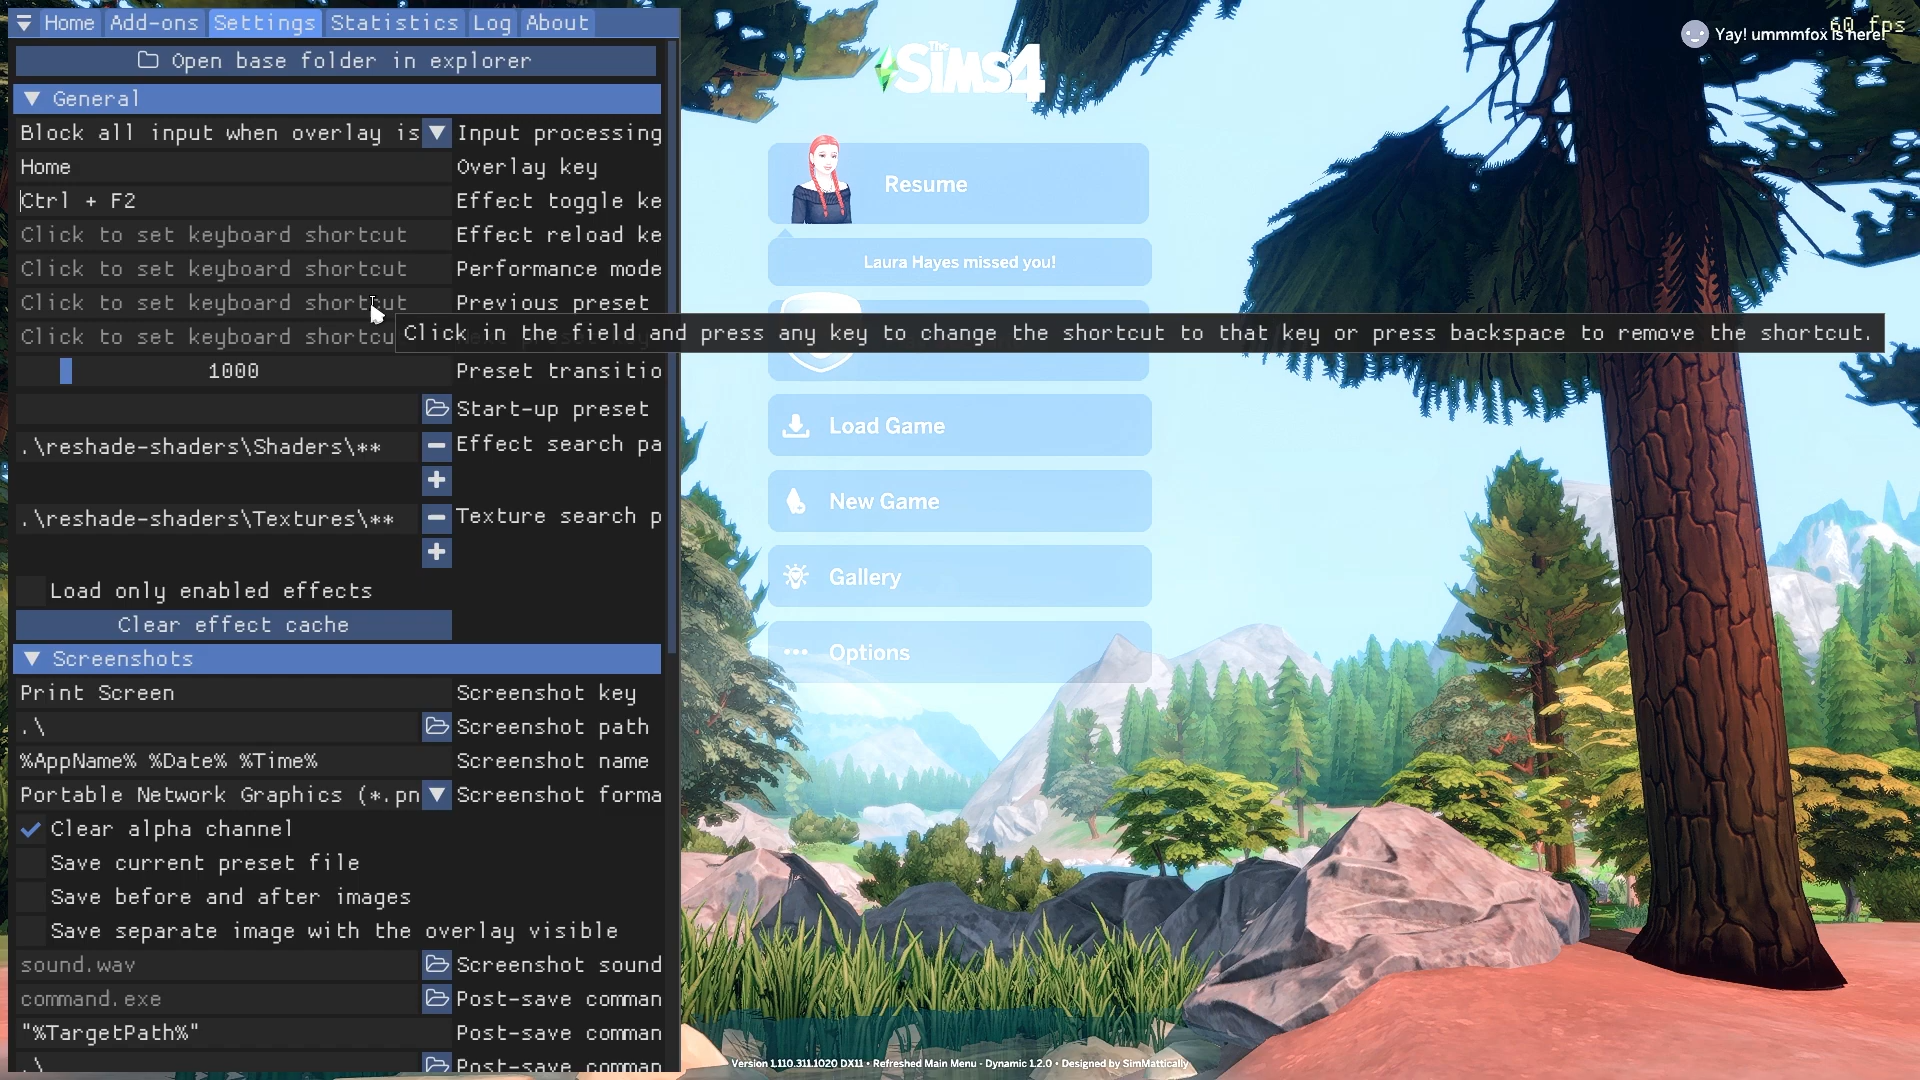 Home Add-ons Settings Statistics Log About
Open base folder in explorer
General
Block all input when overlay is Input processing
Home Overlay key
Ctrl + F2 Effect toggle ke
Click to set keyboard shortcut Effect reload ke
Click to set keyboard shortcut Performance mode
Click to set keyboard shortcut Previous preset
Click to set keyboard shortcu
Click in the field and press any key to change the shortcut to that key or press backspace to remove the shortcut.
1000 Preset transitio
Start-up preset
.\reshade-shaders\Shaders\** Effect search pa
.\reshade-shaders\Textures\** Texture search p
Load only enabled effects
Clear effect cache
Screenshots
Print Screen Screenshot key
.\ Screenshot path
%AppName% %Date% %Time% Screenshot name
Portable Network Graphics (*.pn Screenshot forma
Clear alpha channel
Save current preset file
Save before and after images
Save separate image with the overlay visible
sound.wav Screenshot sound
command.exe Post-save comman
"%TargetPath%" Post-save comman
.\ Post-save comman
The Sims 4
Resume
Laura Hayes missed you!
Load Game
New Game
Gallery
Options
60 fps
Yay! ummmfox is here!
Version 1.110.311.1020 DX11 • Refreshed Main Menu - Dynamic 1.2.0 • Designed by SimMattically